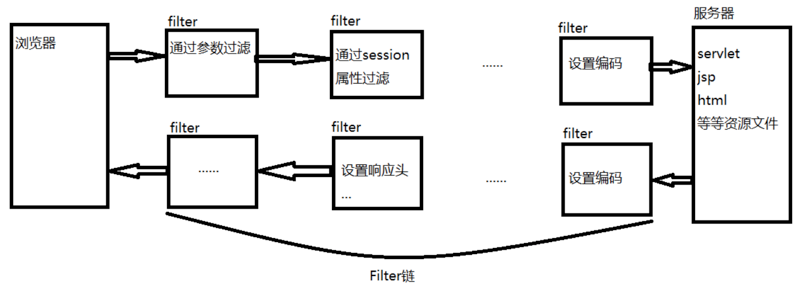 浏览器
filter
通过参数过滤
filter
通过session
属性过滤
......
filter
设置编码
服务器
servlet
jsp
html
等等资源文件
filter
......
filter
设置响应头
...
......
filter
设置编码
Filter链